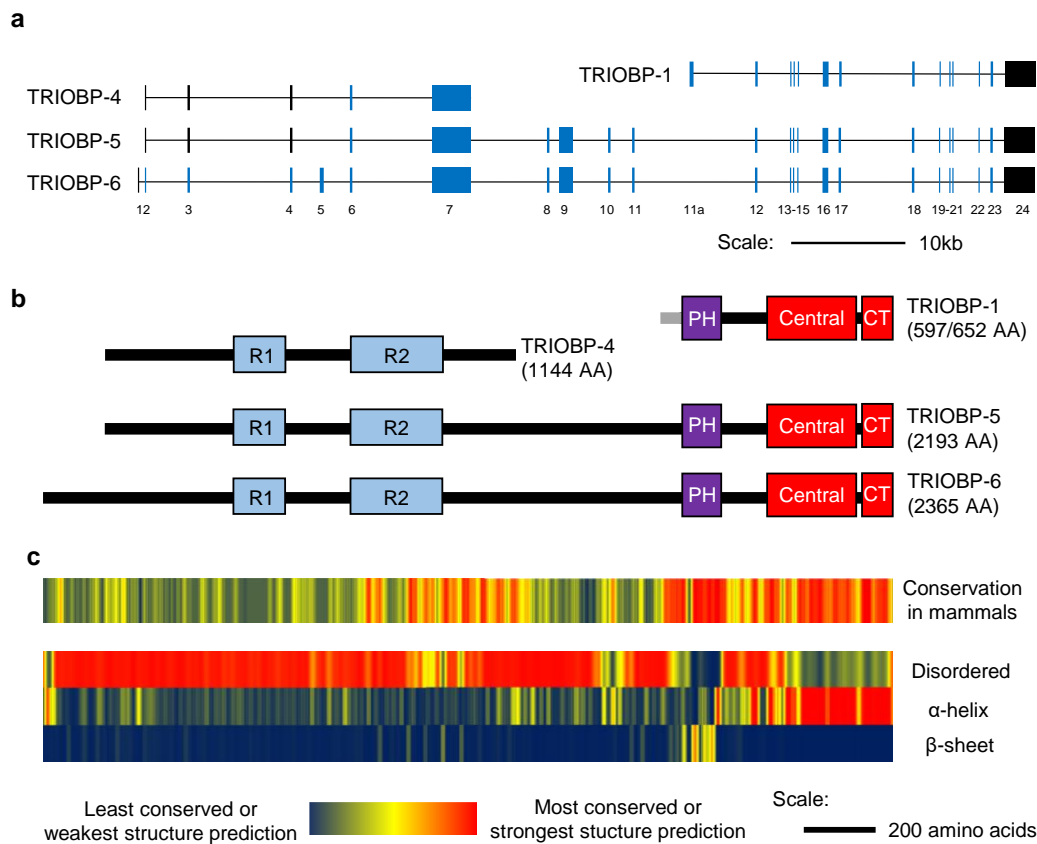 a
TRIOBP-1
TRIOBP-4
TRIOBP-5
TRIOBP-6
12 3 4 5 6 7 8 9 10 11 11a 12 13-15 16 17 18 19-21 22 23 24
Scale: 10kb
b
PH Central CT
TRIOBP-1
(597/652 AA)
R1 R2
TRIOBP-4
(1144 AA)
R1 R2 PH Central CT
TRIOBP-5
(2193 AA)
R1 R2 PH Central CT
TRIOBP-6
(2365 AA)
c
Conservation
in mammals
Disordered
α-helix
β-sheet
Least conserved or
weakest structure prediction
Most conserved or
strongest stucture prediction
Scale:
200 amino acids